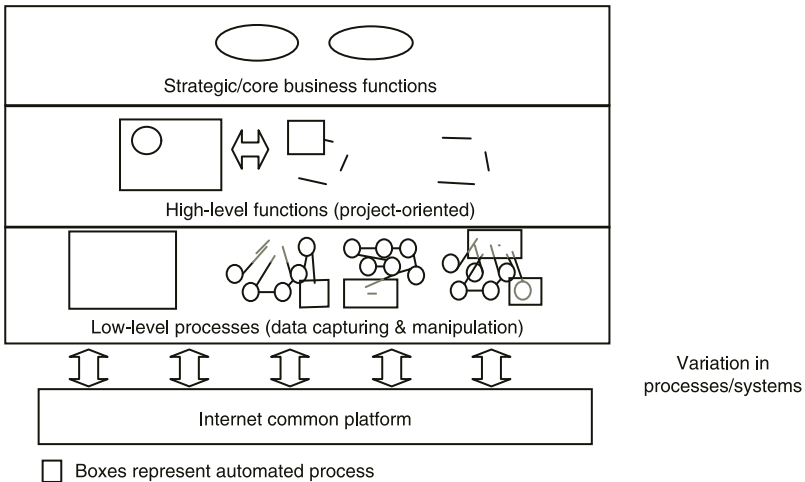 Strategic/core business functions
High-level functions (project-oriented)
Low-level processes (data capturing & manipulation)
Variation in
processes/systems
Internet common platform
Boxes represent automated process